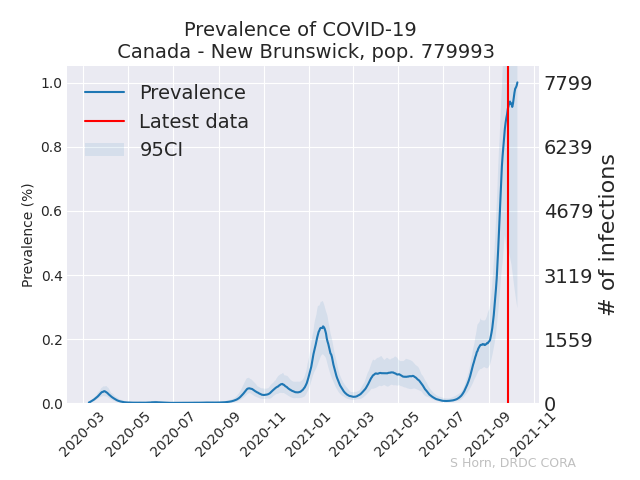 Prevalence of COVID-19
Canada - New Brunswick, pop. 779993
Prevalence
Latest data
95CI
Prevalence (%)
1.0
0.8
0.6
0.4
0.2
0.0
7799
6239
4679
3119
1559
0
# of infections
2020-03
2020-05
2020-07
2020-09
2020-11
2021-01
2021-03
2021-05
2021-07
2021-09
2021-11
S Horn, DRDC CORA